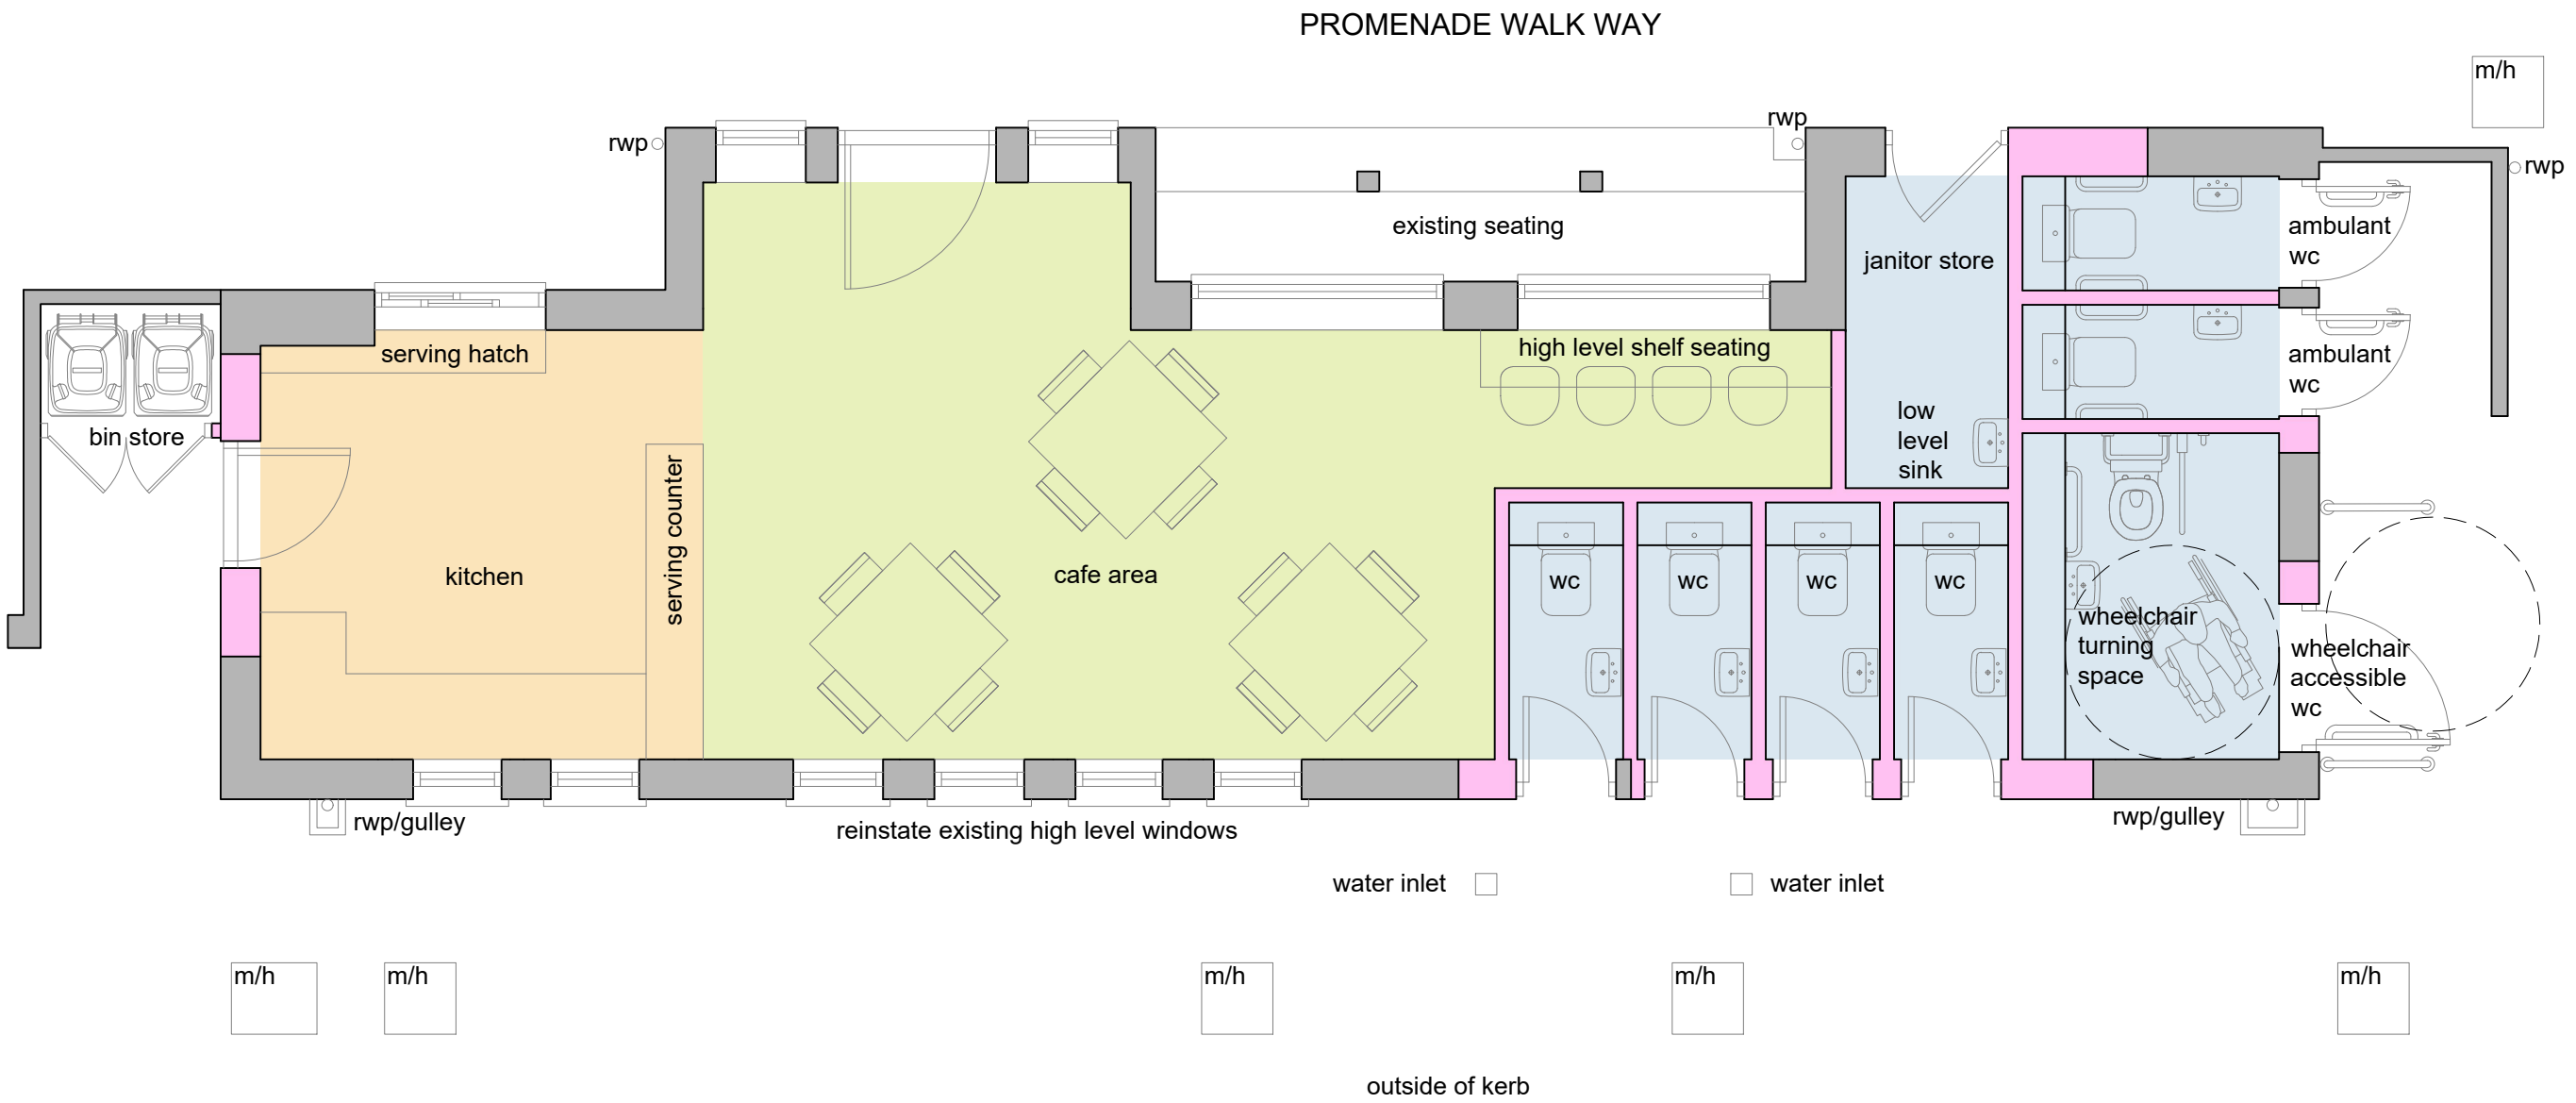 PROMENADE WALK WAY
m/h
rwp
rwp
rwp
existing seating
janitor store
ambulant
wc
serving hatch
high level shelf seating
ambulant
wc
bin store
low
level
sink
serving counter
kitchen
cafe area
wc
wc
wc
wc
wheelchair
turning
space
wheelchair
accessible
wc
rwp/gulley
reinstate existing high level windows
rwp/gulley
water inlet
water inlet
m/h
m/h
m/h
m/h
m/h
outside of kerb